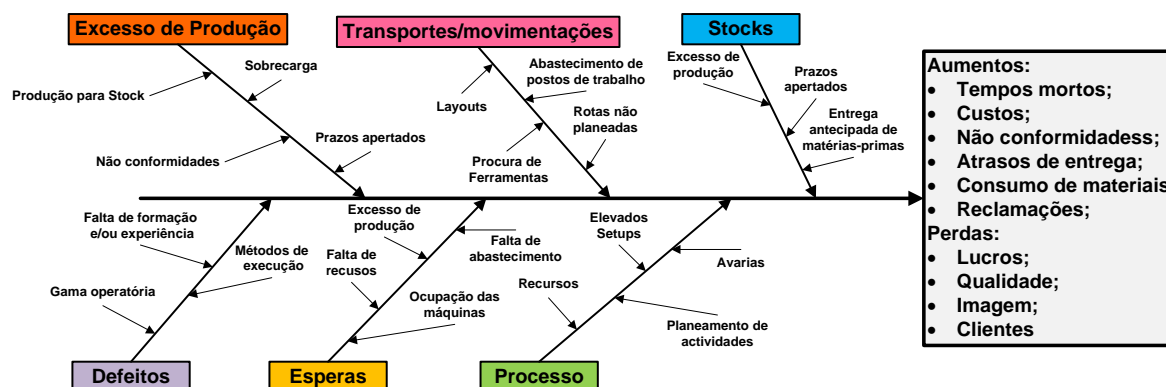 Excesso de Produção
Transportes/movimentações
Stocks
Sobrecarga
Produção para Stock
Não conformidades
Prazos apertados
Layouts
Abastecimento de
postos de trabalho
Rotas não
planeadas
Procura de
Ferramentas
Excesso de
produção
Prazos
apertados
Entrega
antecipada de
matérias-primas
Aumentos:
• Tempos mortos;
• Custos;
• Não conformidadess;
• Atrasos de entrega;
• Consumo de materiais
• Reclamações;
Perdas:
• Lucros;
• Qualidade;
• Imagem;
• Clientes
Falta de formação
e/ou experiência
Métodos de
execução
Gama operatória
Excesso de
produção
Falta de
abastecimento
Falta de
recusos
Ocupação das
máquinas
Elevados
Setups
Avarias
Recursos
Planeamento de
actividades
Defeitos
Esperas
Processo